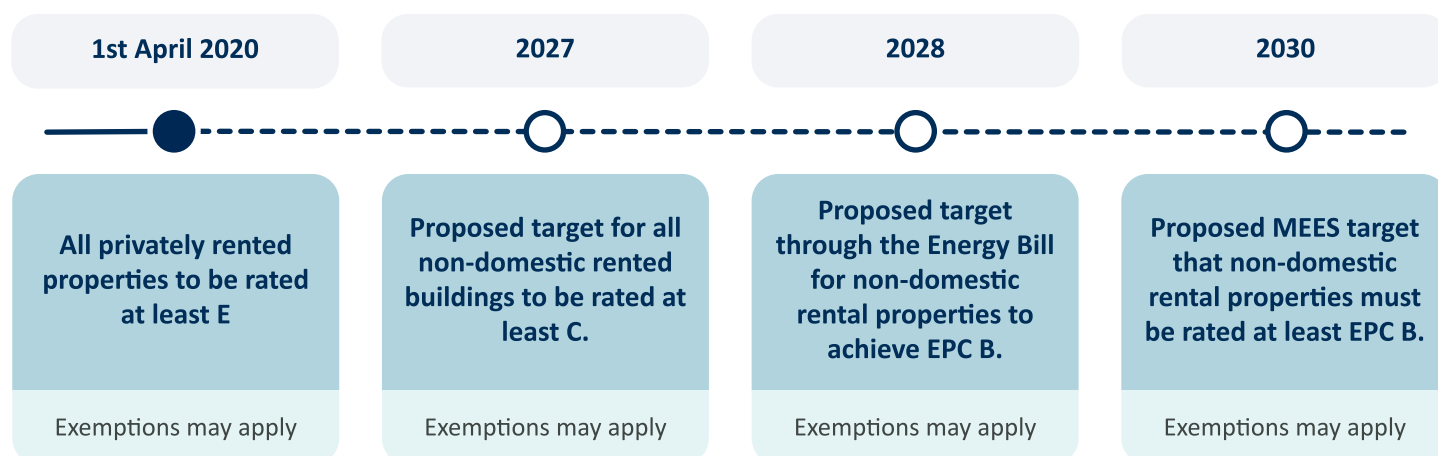 1st April 2020
2027
2028
2030
All privately rented
properties to be rated
at least E
Proposed target for all
non-domestic rented
buildings to be rated at
least C.
Proposed target
through the Energy Bill
for non-domestic
rental properties to
achieve EPC B.
Proposed MEES target
that non-domestic
rental properties must
be rated at least EPC B.
Exemptions may apply
Exemptions may apply
Exemptions may apply
Exemptions may apply